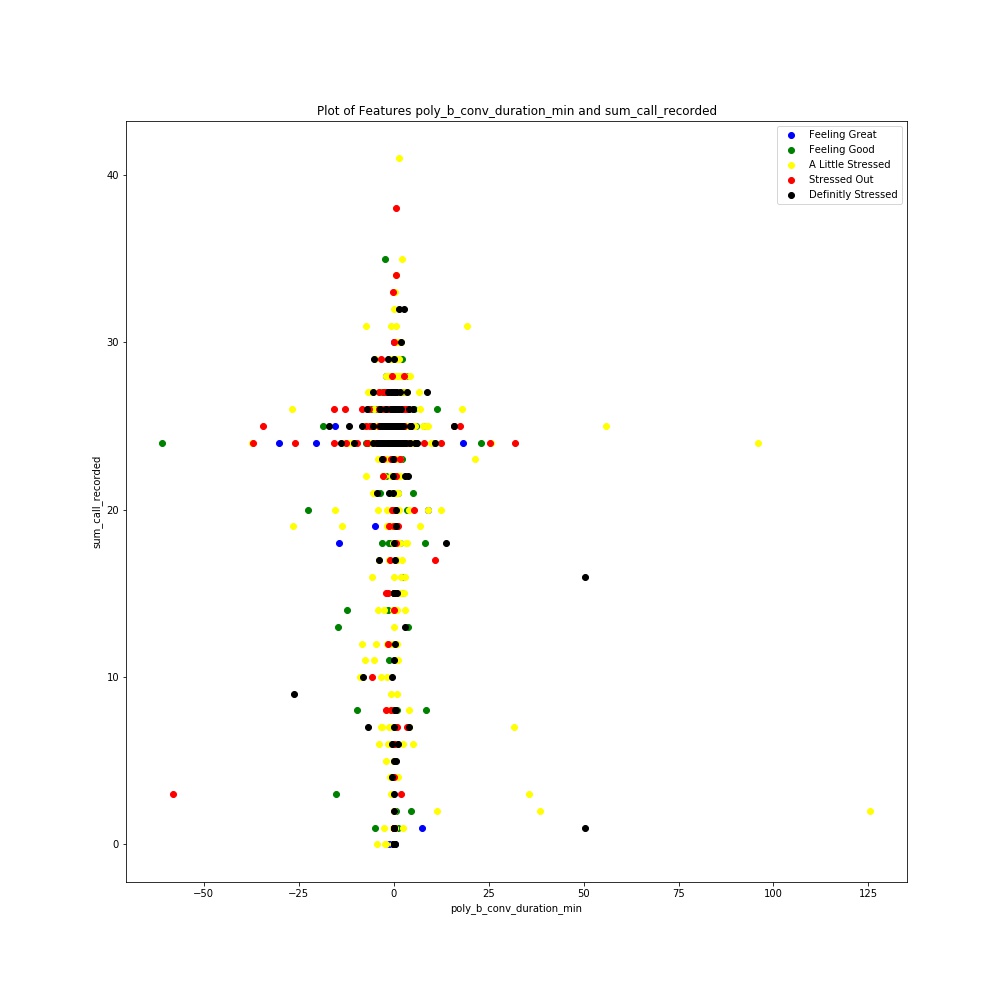 Plot of Features poly_b_conv_duration_min and sum_call_recorded
Feeling Great
Feeling Good
A Little Stressed
Stressed Out
Definitly Stressed
40
30
20
10
0
sum_call_recorded
−50
−25
0
25
50
75
100
125
poly_b_conv_duration_min